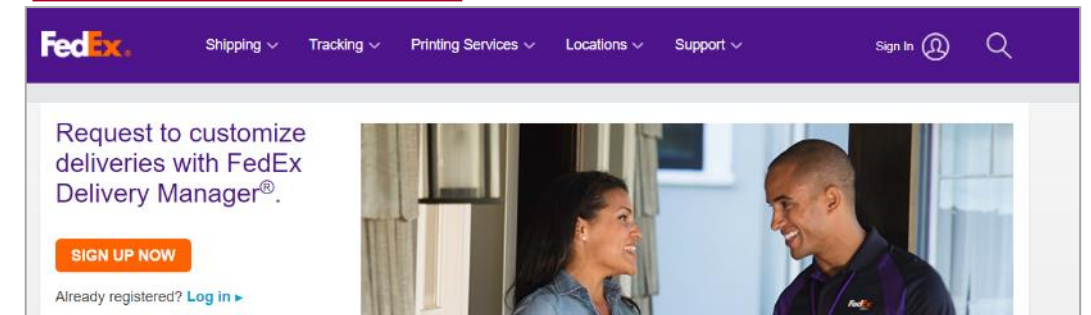 FedEx. Shipping Tracking Printing Services Locations Support Sign In
Request to customize
deliveries with FedEx
Delivery Manager®.
SIGN UP NOW
Already registered? Log in ►
FedEx